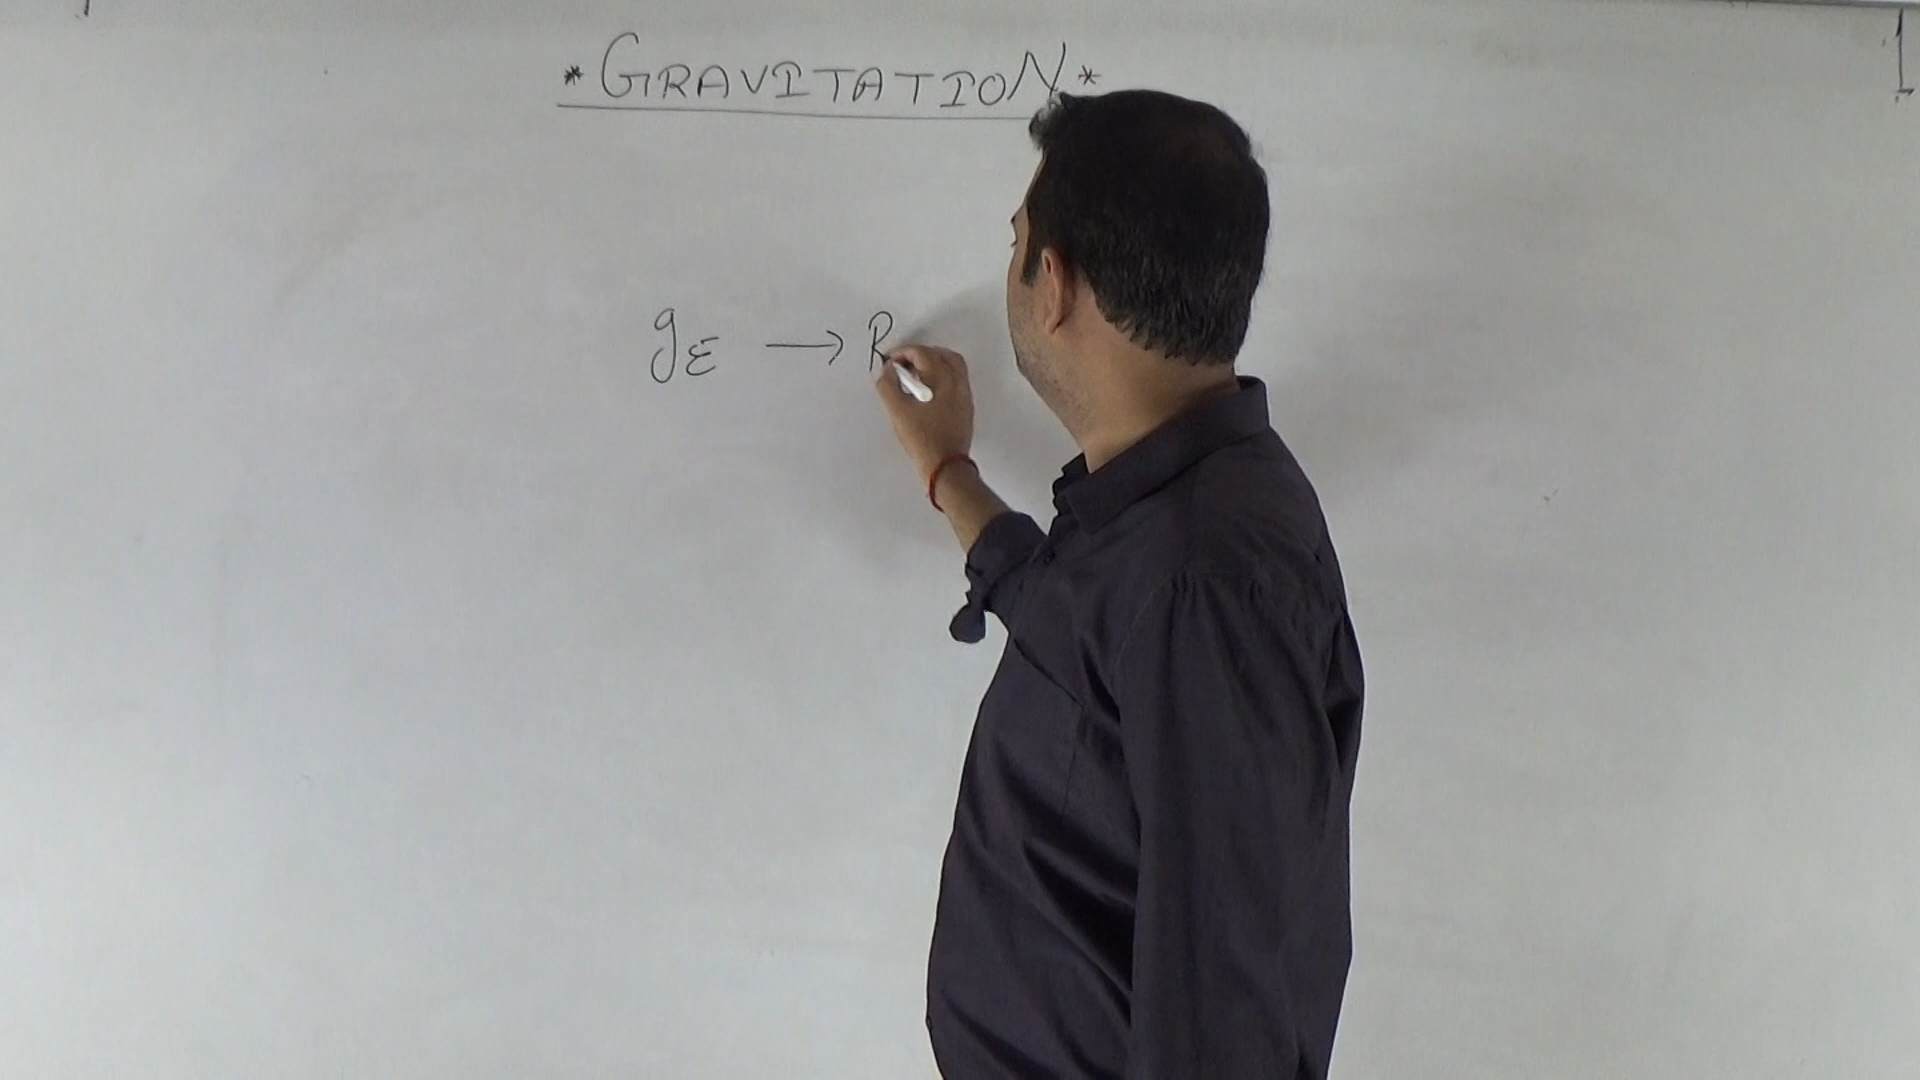 * GRAVITATION *
gE → R